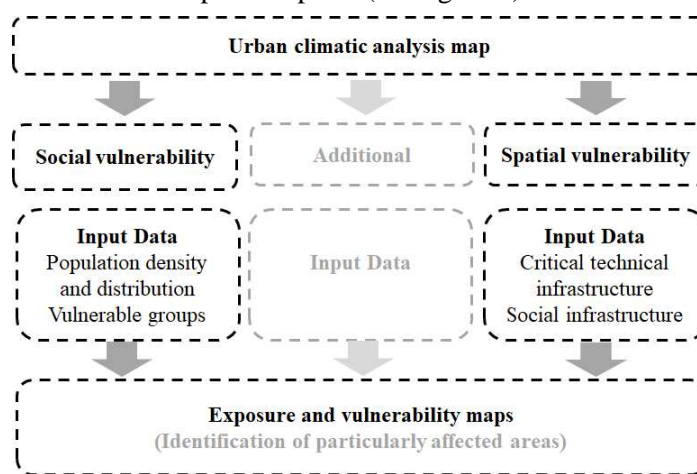 Urban climatic analysis map
Social vulnerability
Additional
Spatial vulnerability
Input Data
Population density
and distribution
Vulnerable groups
Input Data
Input Data
Critical technical
infrastructure
Social infrastructure
Exposure and vulnerability maps
(Identification of particularly affected areas)